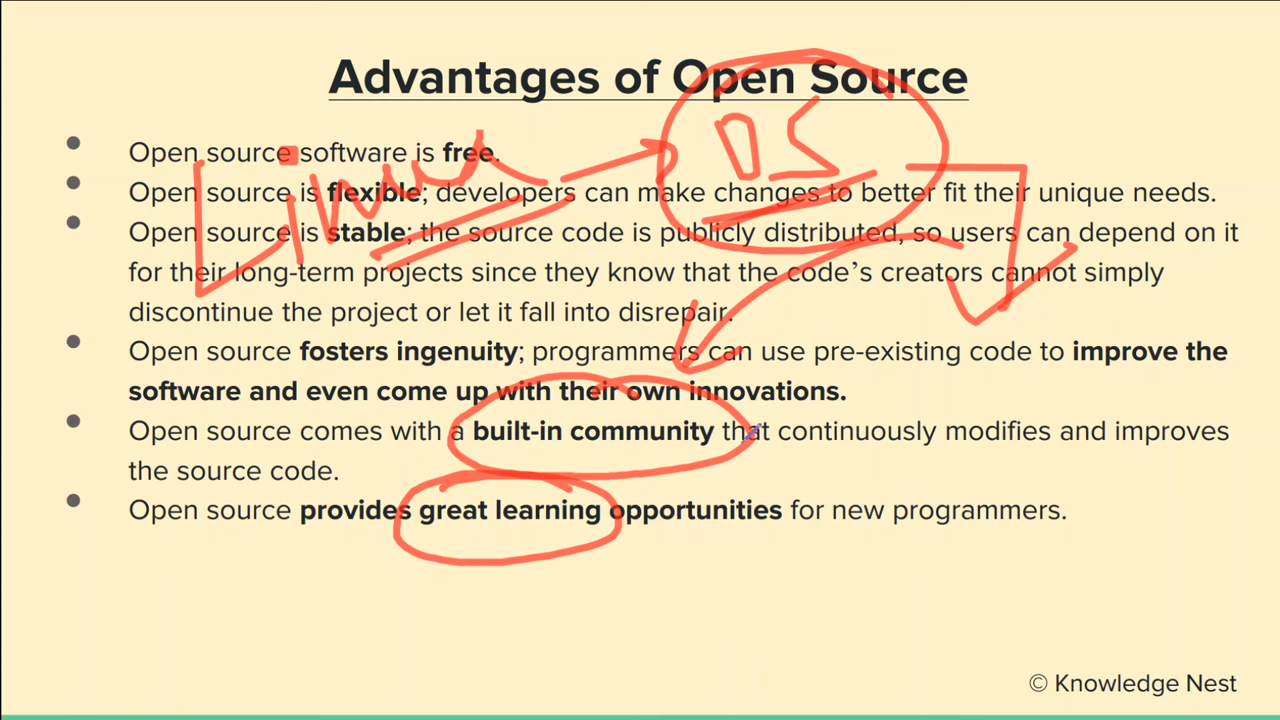 Advantages of Open Source
OS
Linux
Open source software is free.
Open source is flexible; developers can make changes to better fit their unique needs.
Open source is stable; the source code is publicly distributed, so users can depend on it
for their long-term projects since they know that the code’s creators cannot simply
discontinue the project or let it fall into disrepair.
Open source fosters ingenuity; programmers can use pre-existing code to improve the
software and even come up with their own innovations.
Open source comes with a built-in community that continuously modifies and improves
the source code.
Open source provides great learning opportunities for new programmers.
© Knowledge Nest